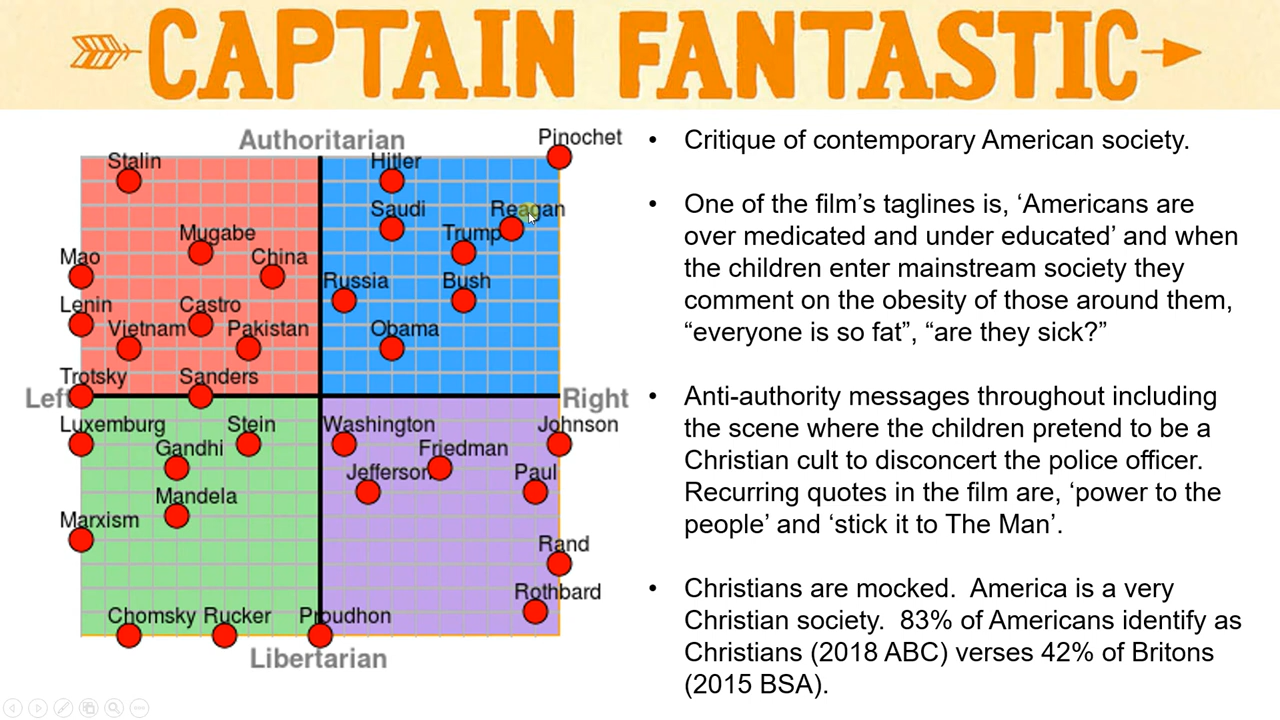 CAPTAIN FANTASTIC
Authoritarian
Pinochet
Stalin
Hitler
Saudi
Reagan
Mugabe
Trump
Mao
China
Russia
Bush
Lenin
Castro
Vietnam
Pakistan
Obama
Trotsky
Sanders
Left
Right
Luxemburg
Stein
Washington
Johnson
Gandhi
Friedman
Jefferson
Paul
Mandela
Marxism
Rand
Rothbard
Chomsky
Rucker
Proudhon
Libertarian
• Critique of contemporary American society.
• One of the film’s taglines is, ‘Americans are
over medicated and under educated’ and when
the children enter mainstream society they
comment on the obesity of those around them,
“everyone is so fat”, “are they sick?”
• Anti-authority messages throughout including
the scene where the children pretend to be a
Christian cult to disconcert the police officer.
Recurring quotes in the film are, ‘power to the
people’ and ‘stick it to The Man’.
• Christians are mocked.  America is a very
Christian society.  83% of Americans identify as
Christians (2018 ABC) verses 42% of Britons
(2015 BSA).